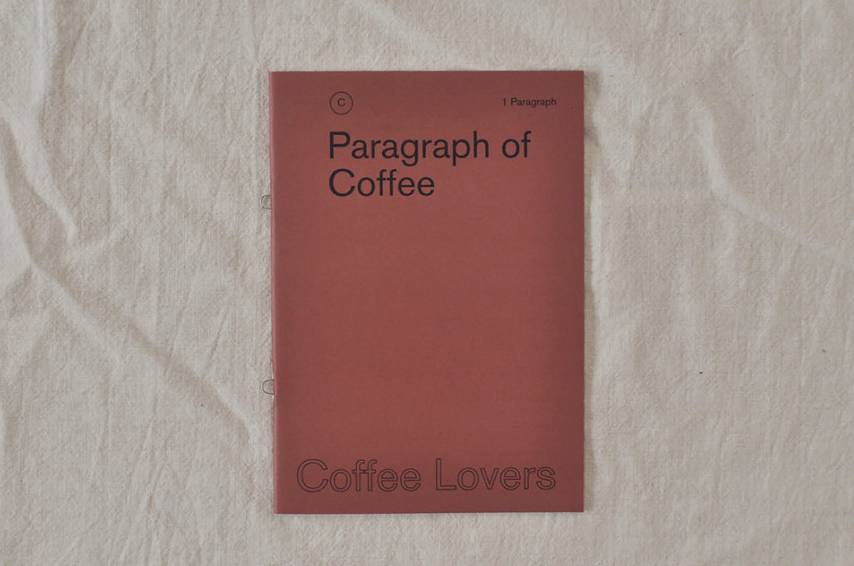 C
1 Paragraph
Paragraph of
Coffee
Coffee Lovers